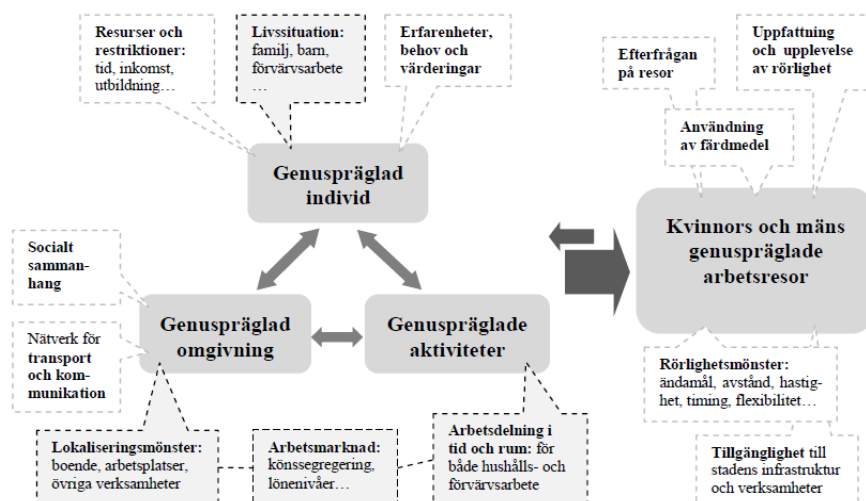 Resurser och
restriktioner:
tid, inkomst,
utbildning…
Livssituation:
familj, barn,
förvärvsarbete
…
Erfarenheter,
behov och
värderingar
Efterfrågan
på resor
Uppfattning
och upplevelse
av rörlighet
Användning
av färdmedel
Genuspräglad
individ
Kvinnors och mäns
genuspräglade
arbetsresor
Socialt
samman-
hang
Genuspräglad
omgivning
Genuspräglade
aktiviteter
Nätverk för
transport
och kom-
munikation
Rörlighetsmönster:
ändamål, avstånd, hastig-
het, timing, flexibilitet…
Lokaliseringsmönster:
boende, arbetsplatser,
övriga verksamheter
Arbetsmarknad:
könssegregering,
lönenivåer…
Arbetsdelning i
tid och rum: för
både hushålls- och
förvärvsarbete
Tillgänglighet till
stadens infrastruktur
och verksamheter